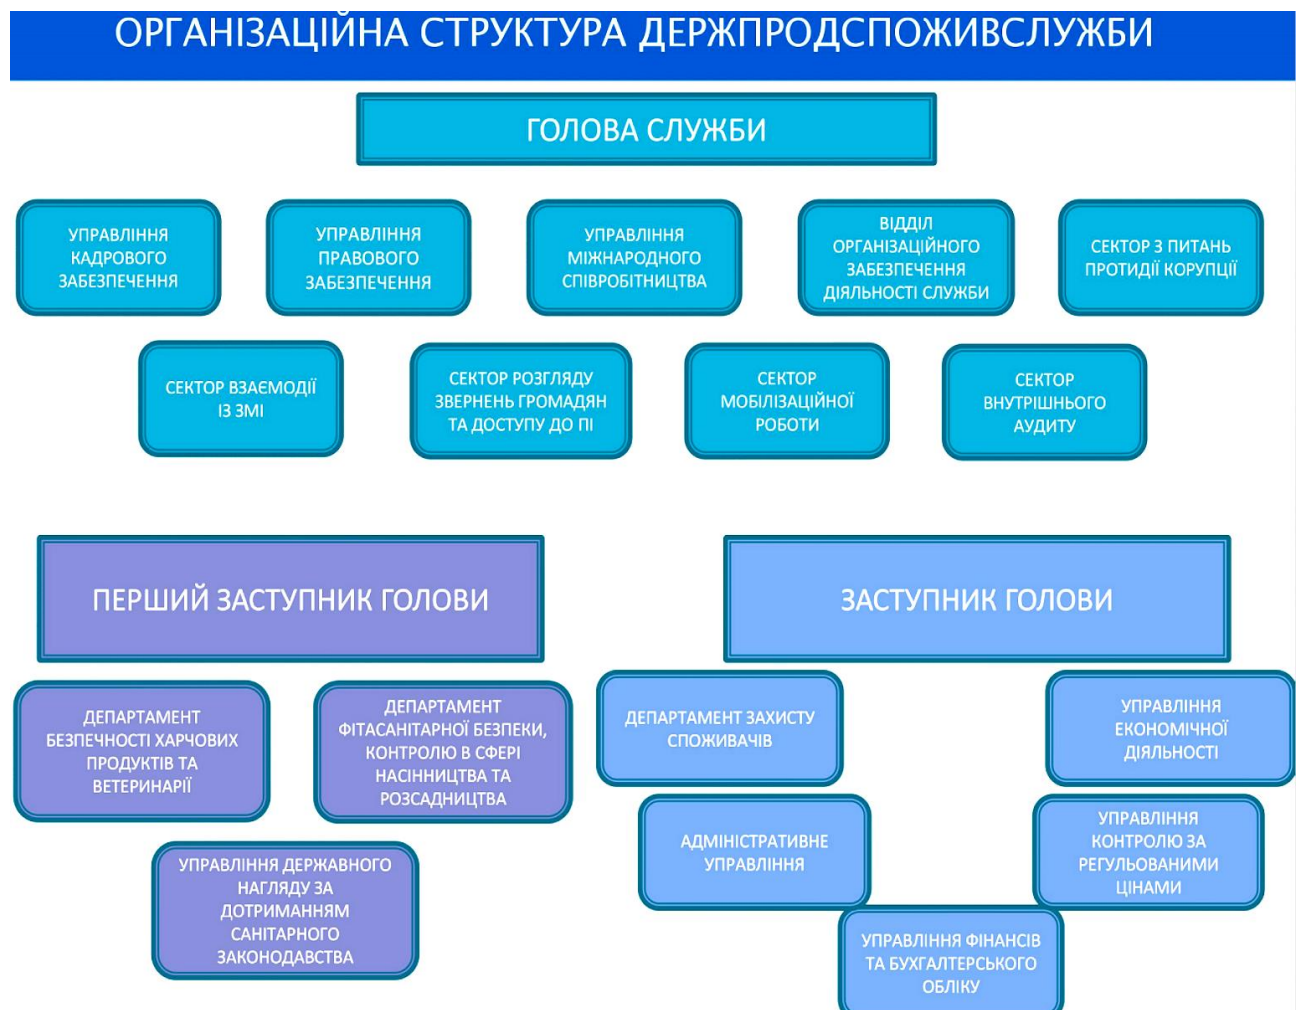 ОРГАНІЗАЦІЙНА СТРУКТУРА ДЕРЖПРОДСПОЖИВСЛУЖБИ
ГОЛОВА СЛУЖБИ
УПРАВЛІННЯ
КАДРОВОГО
ЗАБЕЗПЕЧЕННЯ
УПРАВЛІННЯ
ПРАВОВОГО
ЗАБЕЗПЕЧЕННЯ
УПРАВЛІННЯ
МІЖНАРОДНОГО
СПІВРОБІТНИЦТВА
ВІДДІЛ
ОРГАНІЗАЦІЙНОГО
ЗАБЕЗПЕЧЕННЯ
ДІЯЛЬНОСТІ СЛУЖБИ
СЕКТОР З ПИТАНЬ
ПРОТИДІЇ КОРУПЦІЇ
СЕКТОР ВЗАЄМОДІЇ
ІЗ ЗМІ
СЕКТОР РОЗГЛЯДУ
ЗВЕРНЕНЬ ГРОМАДЯН
ТА ДОСТУПУ ДО ПІ
СЕКТОР
МОБІЛІЗАЦІЙНОЇ
РОБОТИ
СЕКТОР
ВНУТРІШНЬОГО
АУДИТУ
ПЕРШИЙ ЗАСТУПНИК ГОЛОВИ
ДЕПАРТАМЕНТ
БЕЗПЕЧНОСТІ ХАРЧОВИХ
ПРОДУКТІВ ТА
ВЕТЕРИНАРІЇ
ДЕПАРТАМЕНТ
ФІТАСАНІТАРНОЇ БЕЗПЕКИ,
КОНТРОЛЮ В СФЕРІ
НАСІННИЦТВА ТА
РОЗСАДНИЦТВА
УПРАВЛІННЯ ДЕРЖАВНОГО
НАГЛЯДУ ЗА
ДОТРИМАННЯМ
САНІТАРНОГО
ЗАКОНОДАВСТВА
ЗАСТУПНИК ГОЛОВИ
ДЕПАРТАМЕНТ ЗАХИСТУ
СПОЖИВАЧІВ
УПРАВЛІННЯ
ЕКОНОМІЧНОЇ
ДІЯЛЬНОСТІ
АДМІНІСТРАТИВНЕ
УПРАВЛІННЯ
УПРАВЛІННЯ
КОНТРОЛЮ ЗА
РЕГУЛЬОВАНИМИ
ЦІНАМИ
УПРАВЛІННЯ ФІНАНСІВ
ТА БУХГАЛТЕРСЬКОГО
ОБЛІКУ